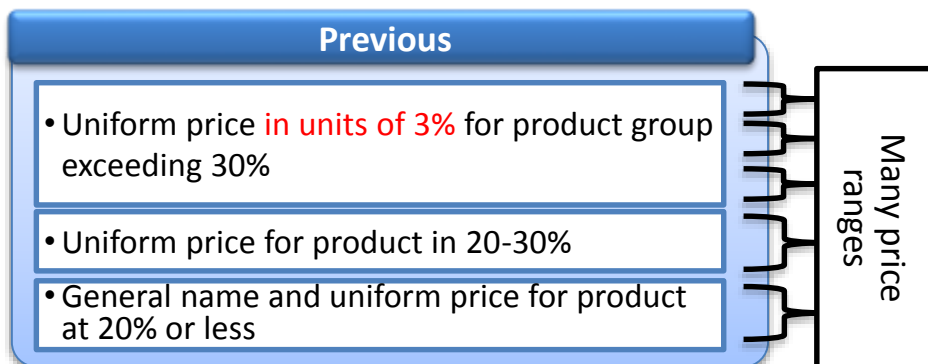 Previous
• Uniform price in units of 3% for product group
exceeding 30%
• Uniform price for product in 20-30%
• General name and uniform price for product
at 20% or less
Many price
ranges